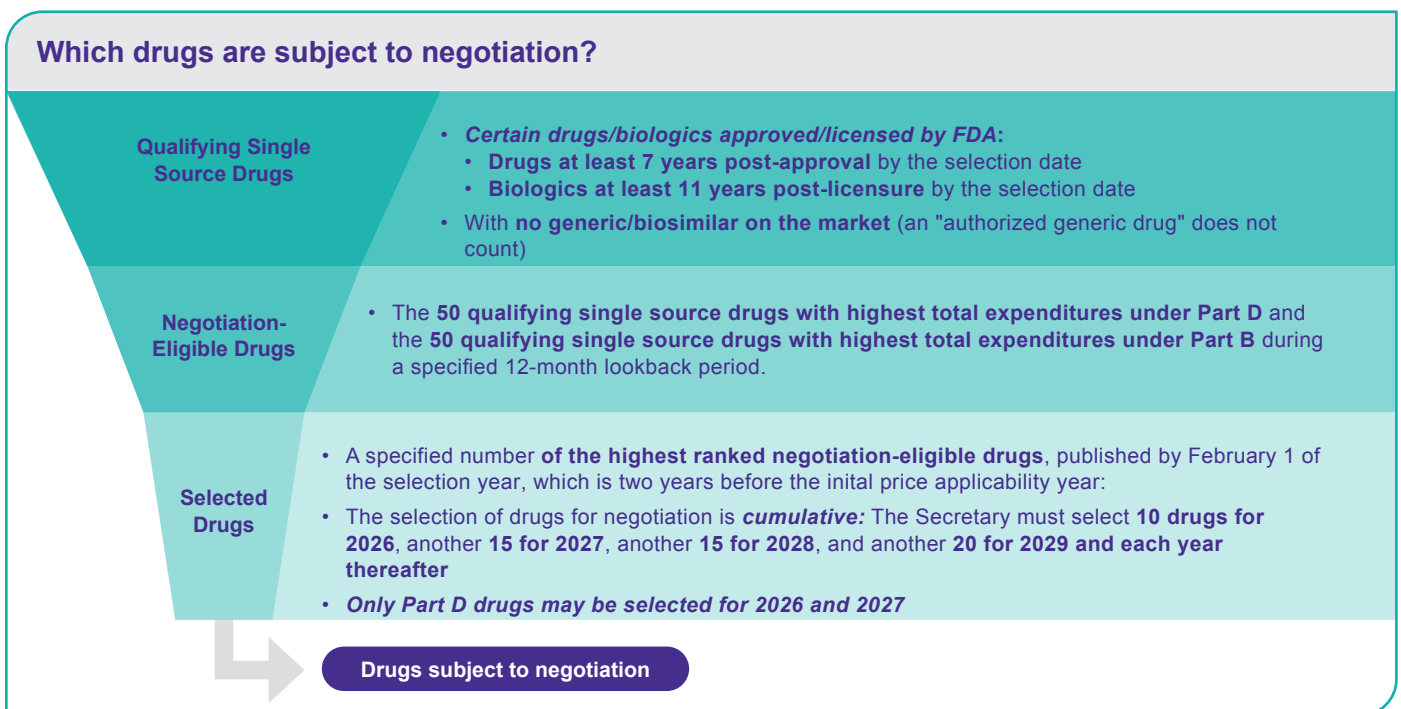 Which drugs are subject to negotiation?
Qualifying Single
Source Drugs
• Certain drugs/biologics approved/licensed by FDA:
• Drugs at least 7 years post-approval by the selection date
• Biologics at least 11 years post-licensure by the selection date
• With no generic/biosimilar on the market (an "authorized generic drug" does not
count)
Negotiation-
Eligible Drugs
• The 50 qualifying single source drugs with highest total expenditures under Part D and
the 50 qualifying single source drugs with highest total expenditures under Part B during
a specified 12-month lookback period.
Selected
Drugs
• A specified number of the highest ranked negotiation-eligible drugs, published by February 1 of
the selection year, which is two years before the inital price applicability year:
• The selection of drugs for negotiation is cumulative: The Secretary must select 10 drugs for
2026, another 15 for 2027, another 15 for 2028, and another 20 for 2029 and each year
thereafter
• Only Part D drugs may be selected for 2026 and 2027
Drugs subject to negotiation